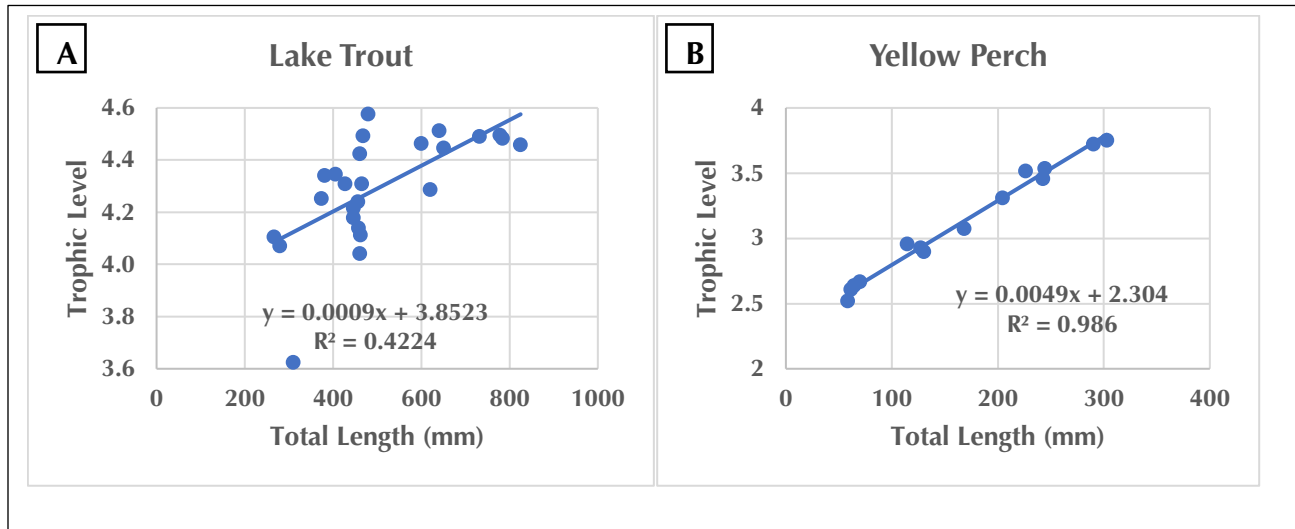 A
Lake Trout
Trophic Level
4.6
4.4
4.2
4.0
3.8
3.6
y = 0.0009x + 3.8523
R² = 0.4224
0 200 400 600 800 1000
Total Length (mm)
B
Yellow Perch
Trophic Level
4
3.5
3
2.5
2
y = 0.0049x + 2.304
R² = 0.986
0 100 200 300 400
Total Length (mm)